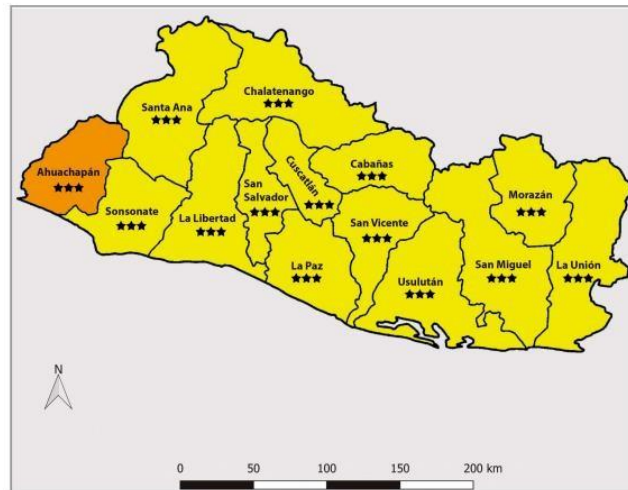 Chalatenango
★★★
Santa Ana
★★★
Ahuachapán
★★★
Cuscatlán
★★★
Cabañas
★★★
Morazán
★★★
Sonsonate
★★★
La Libertad
★★★
San
Salvador
★★★
San Vicente
★★★
La Paz
★★★
Usulután
★★★
San Miguel
★★★
La Unión
★★★
N
0 50 100 150 200 km